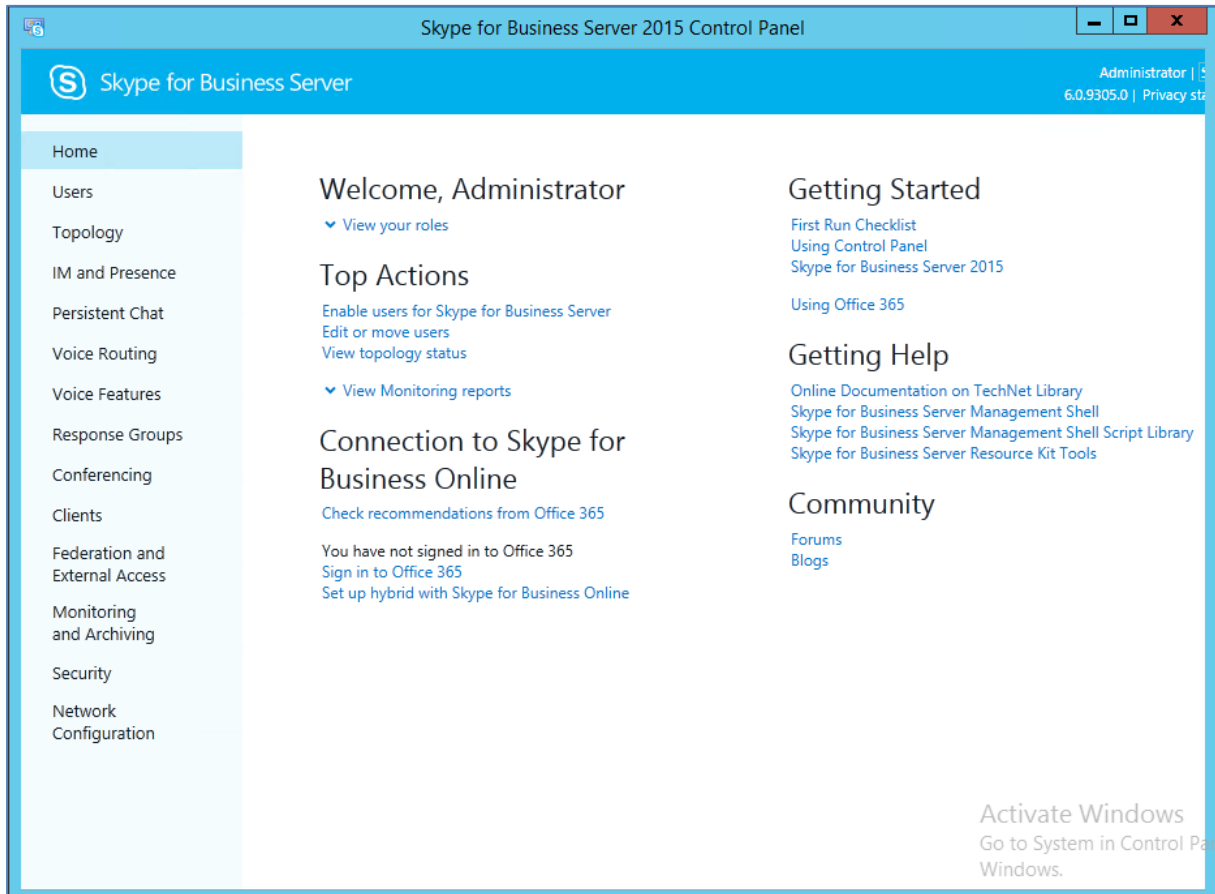 Skype for Business Server 2015 Control Panel
Skype for Business Server
Administrator |
6.0.9305.0 | Privacy
Home
Users
Topology
IM and Presence
Persistent Chat
Voice Routing
Voice Features
Response Groups
Conferencing
Clients
Federation and
External Access
Monitoring
and Archiving
Security
Network
Configuration
Welcome, Administrator
View your roles
Top Actions
Enable users for Skype for Business Server
Edit or move users
View topology status
View Monitoring reports
Connection to Skype for
Business Online
Check recommendations from Office 365
You have not signed in to Office 365
Sign in to Office 365
Set up hybrid with Skype for Business Online
Getting Started
First Run Checklist
Using Control Panel
Skype for Business Server 2015
Using Office 365
Getting Help
Online Documentation on TechNet Library
Skype for Business Server Management Shell
Skype for Business Server Management Shell Script Library
Skype for Business Server Resource Kit Tools
Community
Forums
Blogs
Activate Windows
Go to System in Control
Windows.